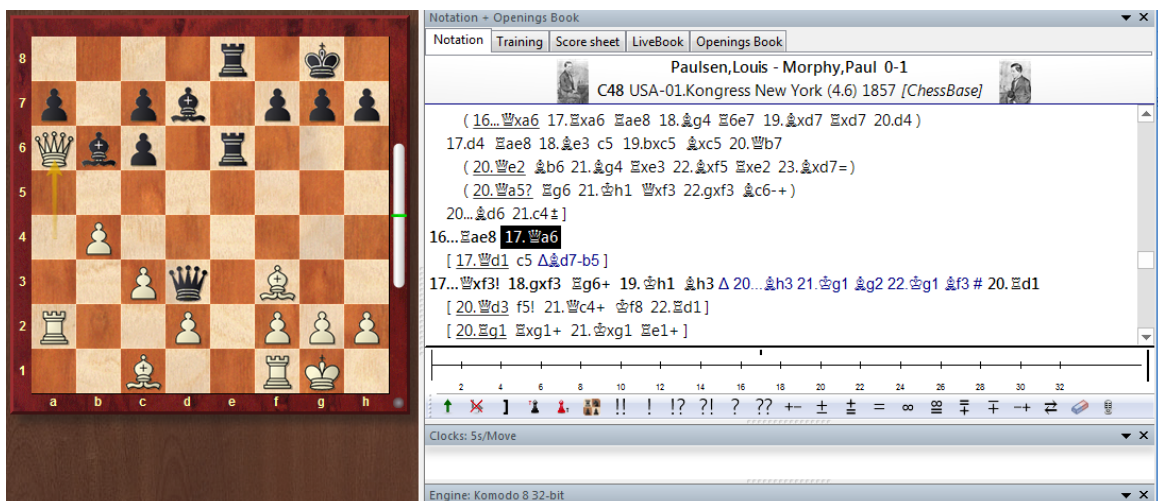 Notation + Openings Book
Notation Training Score sheet LiveBook Openings Book
Paulsen,Louis - Morphy,Paul 0-1
C48 USA-01.Kongress New York (4.6) 1857 [ChessBase]
( 16...♕xa6 17.♖xa6 ♖ae8 18.♗g4 ♖6e7 19.♗xd7 ♖xd7 20.d4 )
17.d4 ♖ae8 18.♗e3 c5 19.bxc5 ♗xc5 20.♕b7
( 20.♕e2 ♗b6 21.♗g4 ♖xe3 22.♗xf5 ♖xe2 23.♗xd7= )
( 20.♕a5? ♖g6 21.♔h1 ♕xf3 22.gxf3 ♗c6-+ )
20...♗d6 21.c4± ]
16...♖ae8 17.♕a6
[ 17.♕d1 c5 Δ♗d7-b5 ]
17...♕xf3! 18.gxf3 ♖g6+ 19.♔h1 ♗h3 Δ 20...♗h3 21.♔g1 ♗g2 22.♔g1 ♗f3 # 20.♖d1
[ 20.♕d3 f5! 21.♕c4+ ♔f8 22.♖d1 ]
[ 20.♖g1 ♖xg1+ 21.♔xg1 ♖e1+ ]
8
7
6
5
4
3
2
1
a b c d e f g h
2 4 6 8 10 12 14 16 18 20 22 24 26 28 30 32
] !! ! !? ?! ? ?? +- ± ⩲ = ∞ ⯹ ⩱ ∓ -+ ⇄
Clocks: 5s/Move
Engine: Komodo 8 32-bit